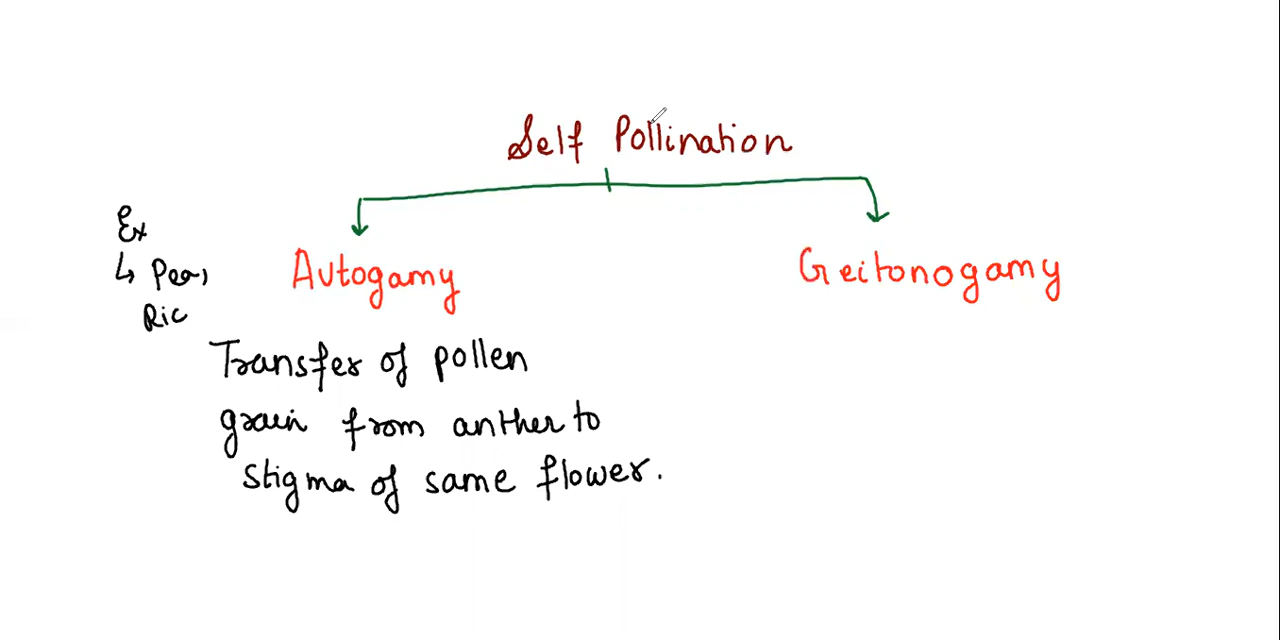 Self Pollination
Ex
↳ Pea,
Ric
Autogamy
Geitonogamy
Transfer of pollen
grain from anther to
stigma of same flower.